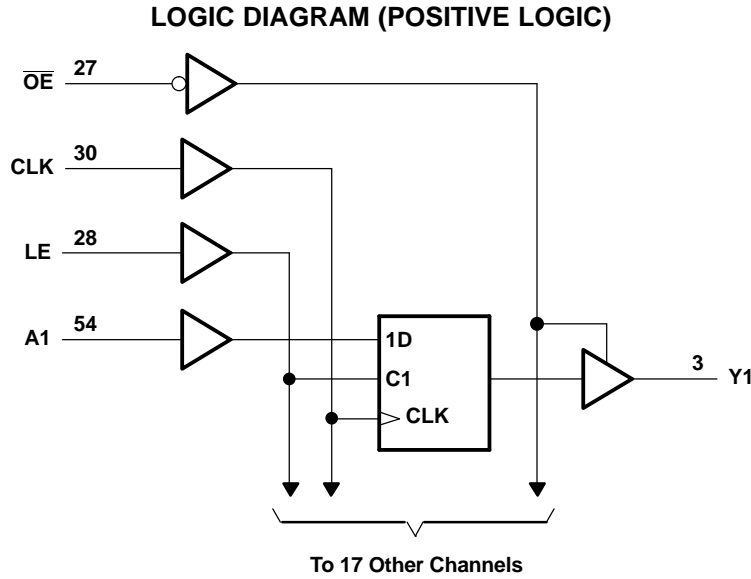 LOGIC DIAGRAM (POSITIVE LOGIC)
OE 27
CLK 30
LE 28
A1 54
1D
C1
CLK
3 Y1
To 17 Other Channels